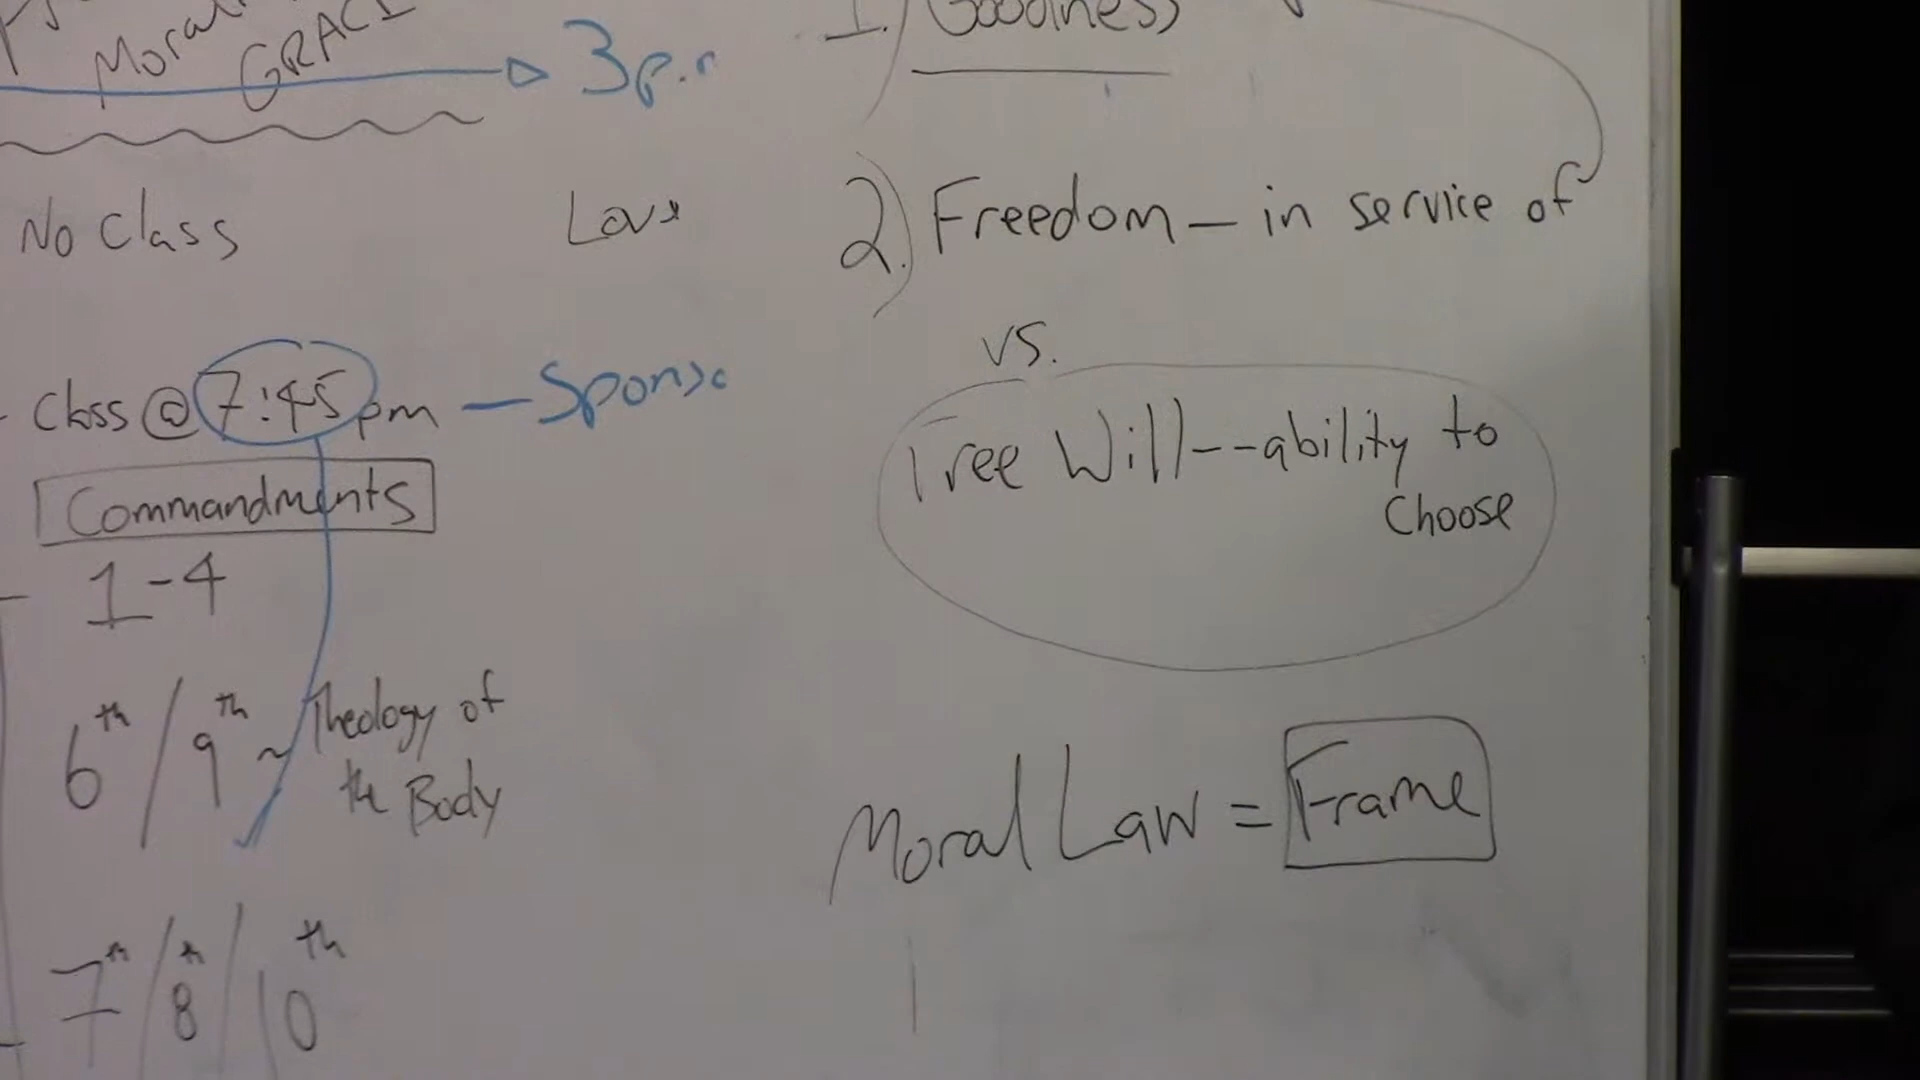 Moral
GRACE
3p.
No Class
Class @ 7:45 pm —
Commandments
1-4
6th / 9th ~ Theology of
the Body
7th / 8th / 10th
1.) Goodness
2.) Freedom — in service of
vs.
Free Will -- ability to
Choose
Moral Law = Frame